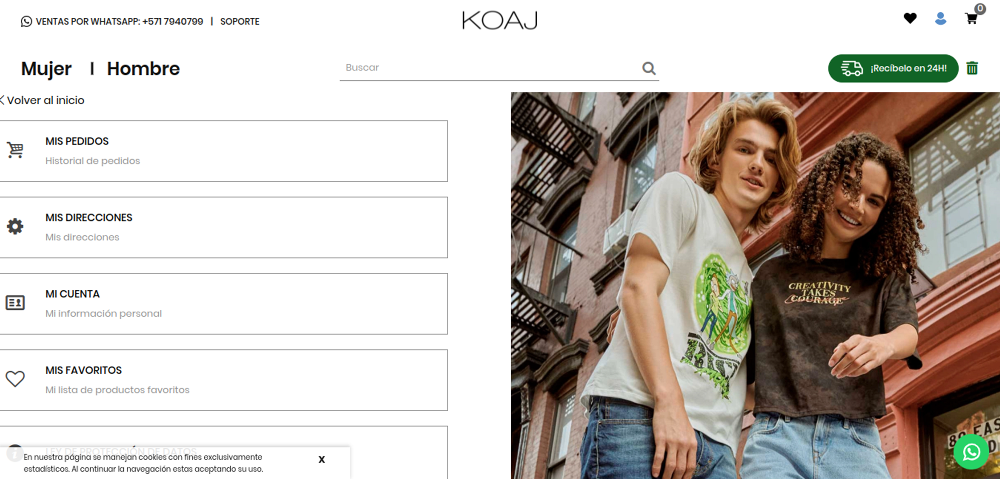 VENTAS POR WHATSAPP: +571 7940799 | SOPORTE
KOAJ
0
Mujer | Hombre
Buscar
¡Recíbelo en 24H!
Volver al inicio
MIS PEDIDOS
Historial de pedidos
MIS DIRECCIONES
Mis direcciones
MI CUENTA
Mi información personal
MIS FAVORITOS
Mi lista de productos favoritos
LEY DE PROTECCIÓN DE DATOS
En nuestra página se manejan cookies con fines exclusivamente
estadísticos. Al continuar la navegación estas aceptando su uso.
X
CREATIVITY
TAKES
COURAGE